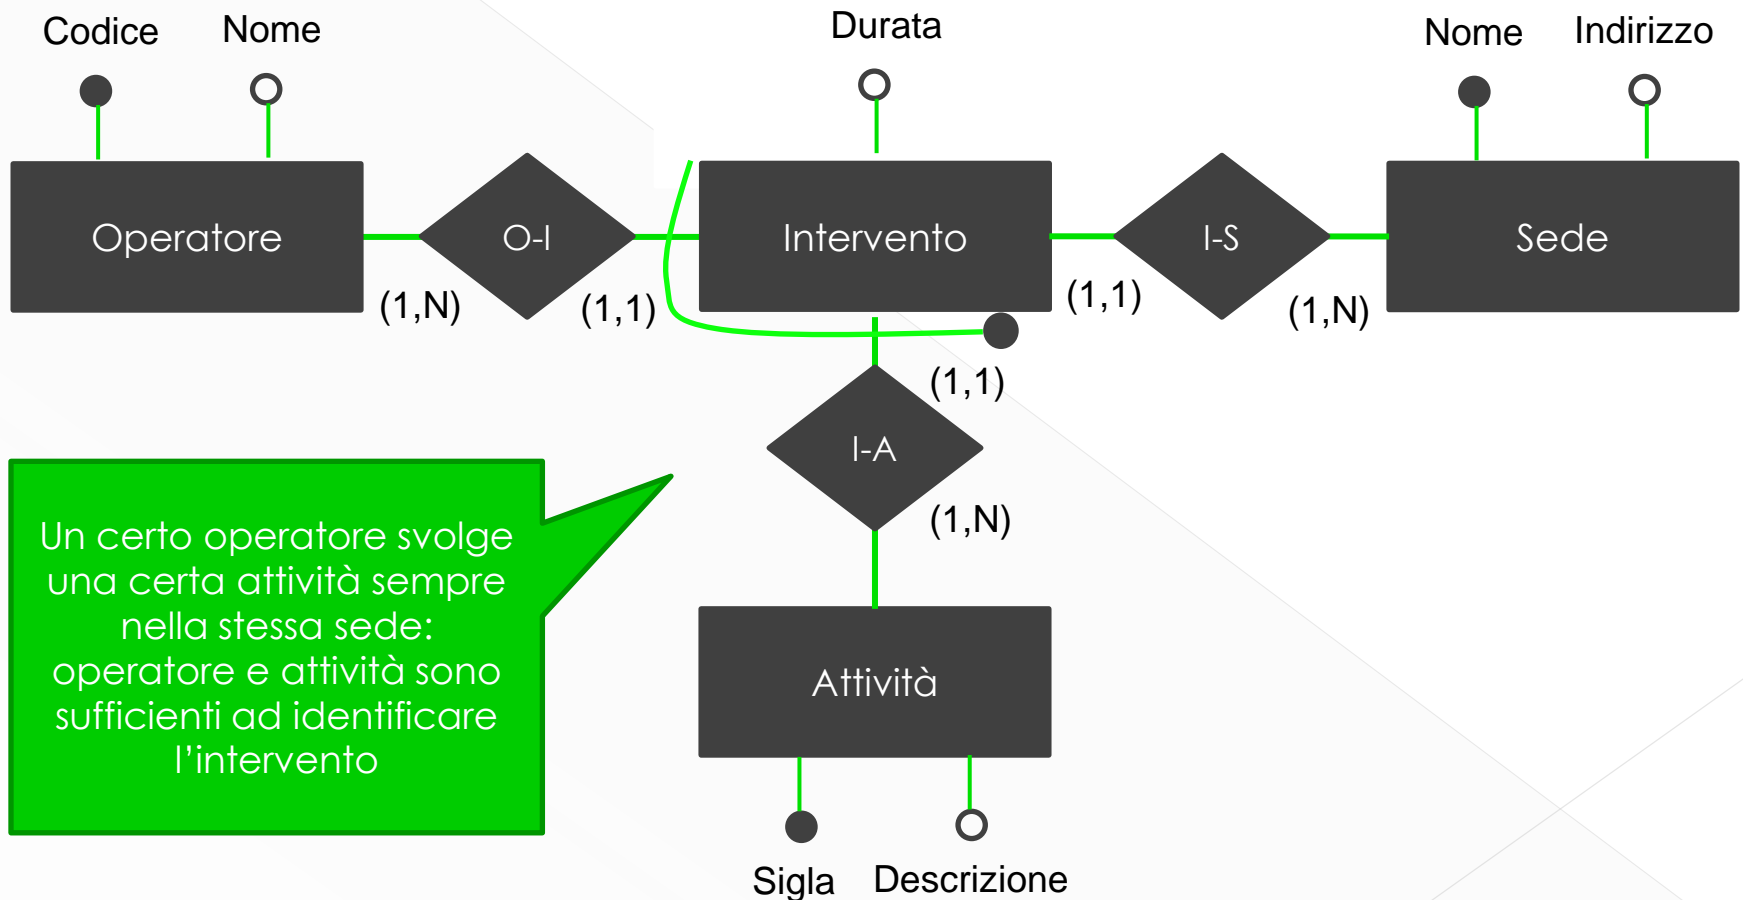 Codice Nome Durata Nome Indirizzo
Operatore O-I Intervento I-S Sede
(1,N) (1,1) (1,1) (1,N)
(1,1)
I-A
(1,N)
Un certo operatore svolge
una certa attività sempre
nella stessa sede:
operatore e attività sono
sufficienti ad identificare
l'intervento
Attività
Sigla Descrizione